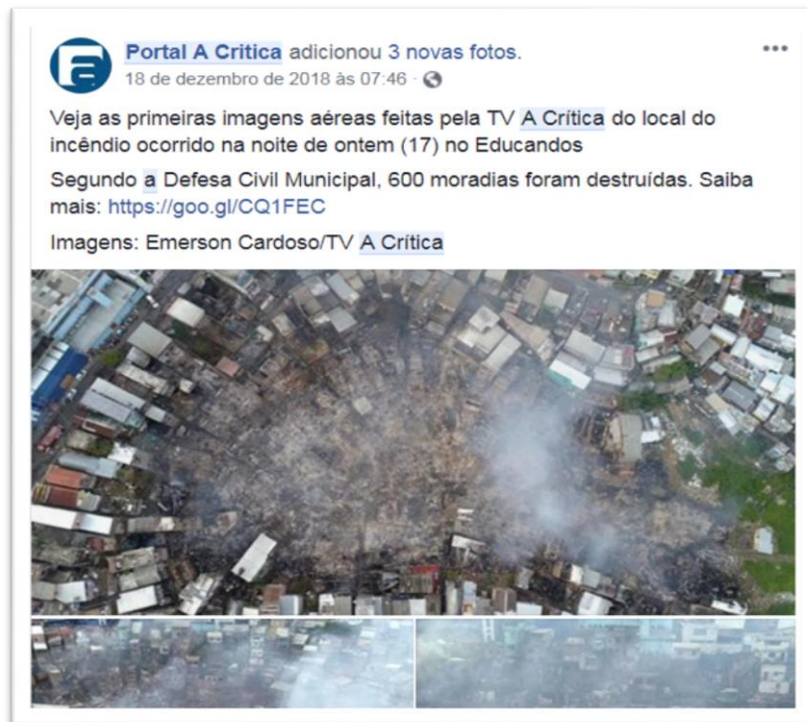 Portal A Critica adicionou 3 novas fotos.
18 de dezembro de 2018 às 07:46 ·
Veja as primeiras imagens aéreas feitas pela TV A Crítica do local do
incêndio ocorrido na noite de ontem (17) no Educandos
Segundo a Defesa Civil Municipal, 600 moradias foram destruídas. Saiba
mais: https://goo.gl/CQ1FEC
Imagens: Emerson Cardoso/TV A Crítica